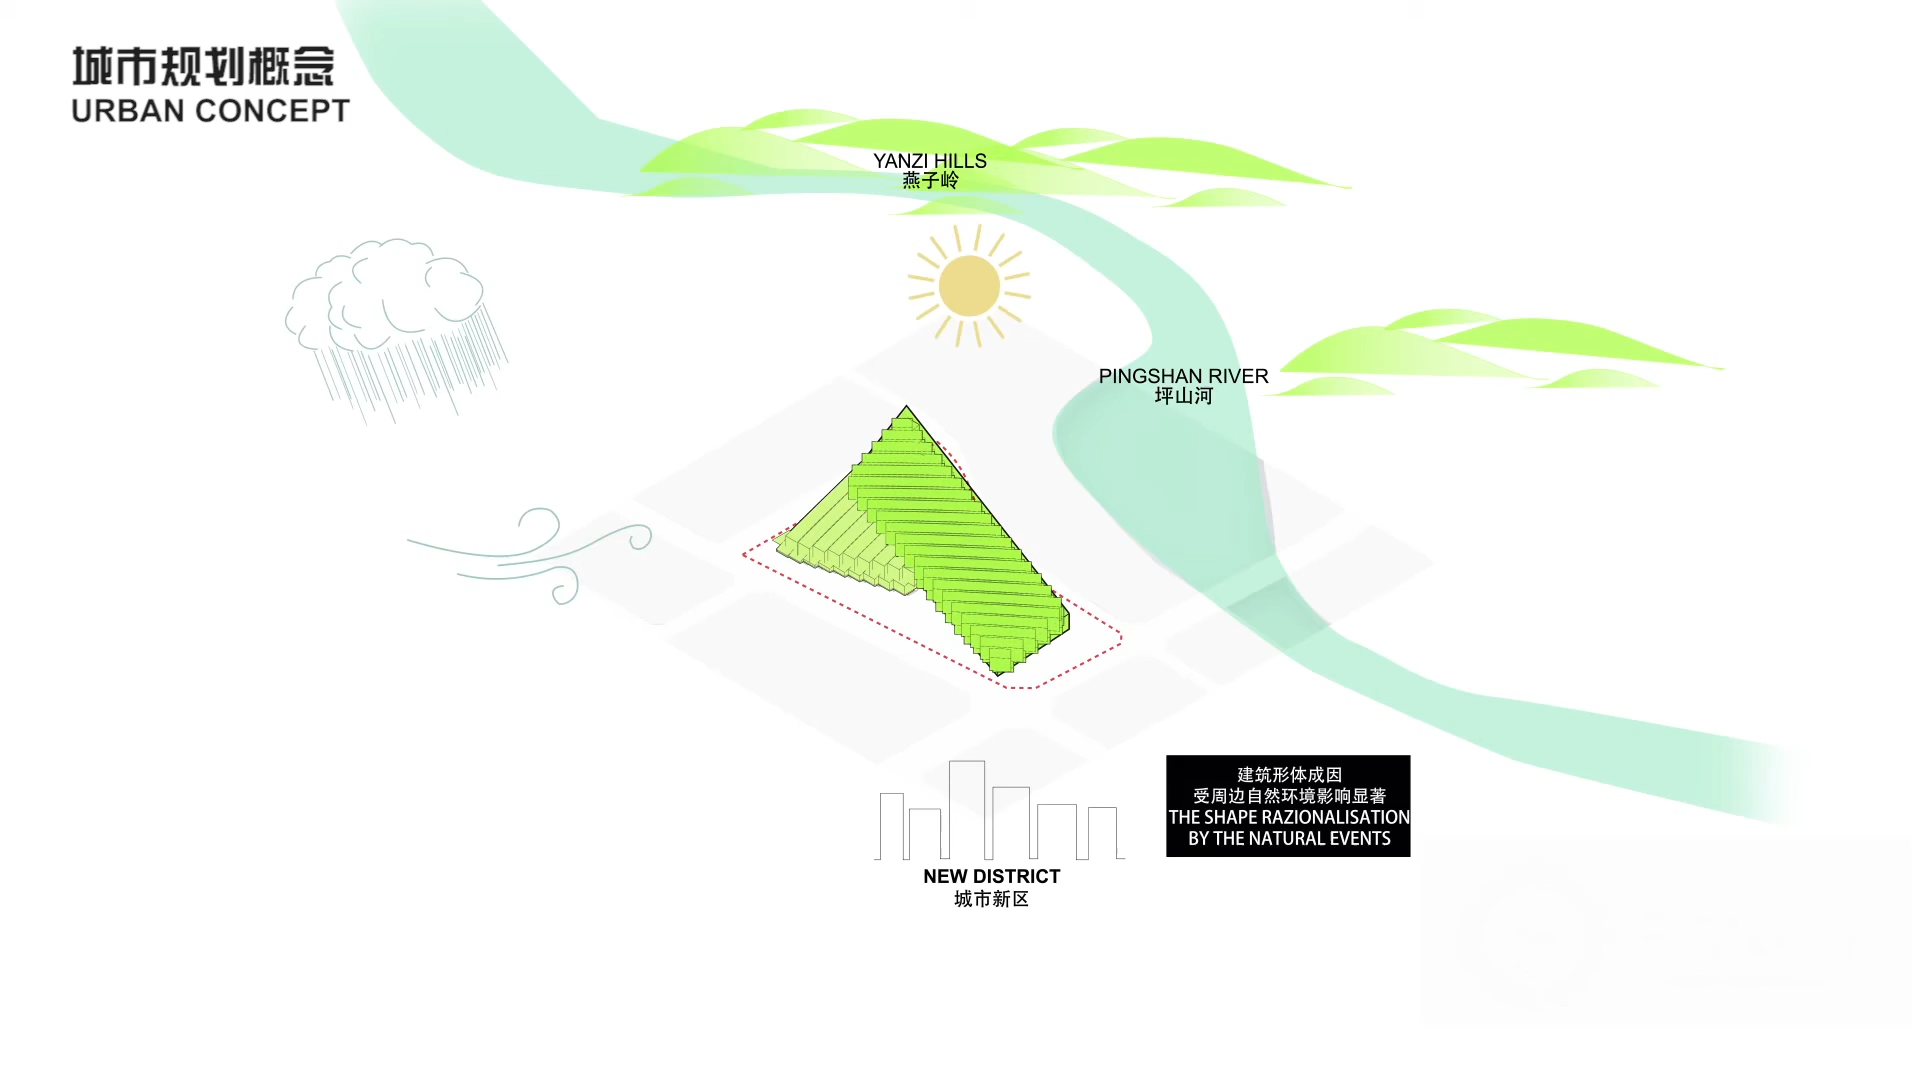 城市规划概念
URBAN CONCEPT
YANZI HILLS
燕子岭
PINGSHAN RIVER
坪山河
建筑形体成因
受周边自然环境影响显著
THE SHAPE RAZIONALISATION
BY THE NATURAL EVENTS
NEW DISTRICT
城市新区